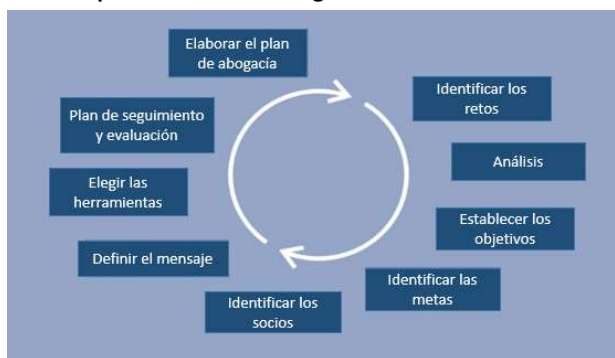 Elaborar el plan
de abogacía
Identificar los
retos
Análisis
Establecer los
objetivos
Identificar las
metas
Identificar los
socios
Definir el mensaje
Elegir las
herramientas
Plan de seguimiento
y evaluación